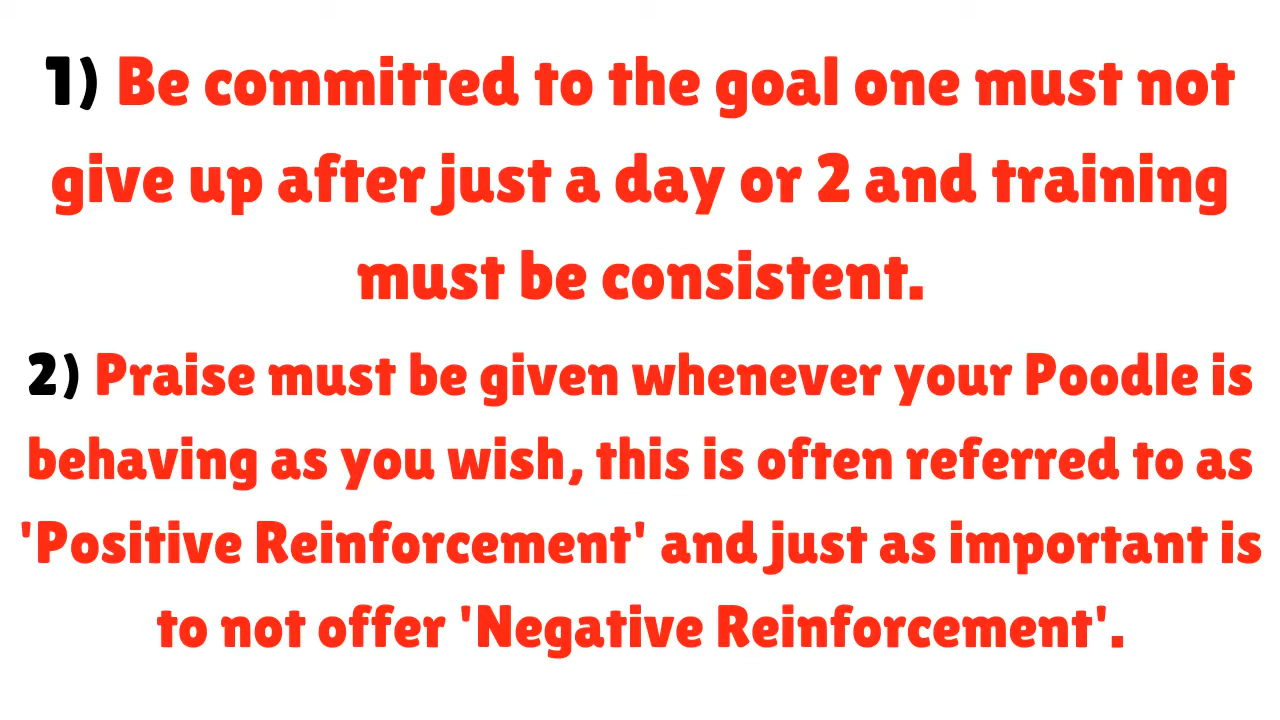 1) Be committed to the goal one must not
give up after just a day or 2 and training
must be consistent.
2) Praise must be given whenever your Poodle is
behaving as you wish, this is often referred to as
'Positive Reinforcement' and just as important is
to not offer 'Negative Reinforcement'.